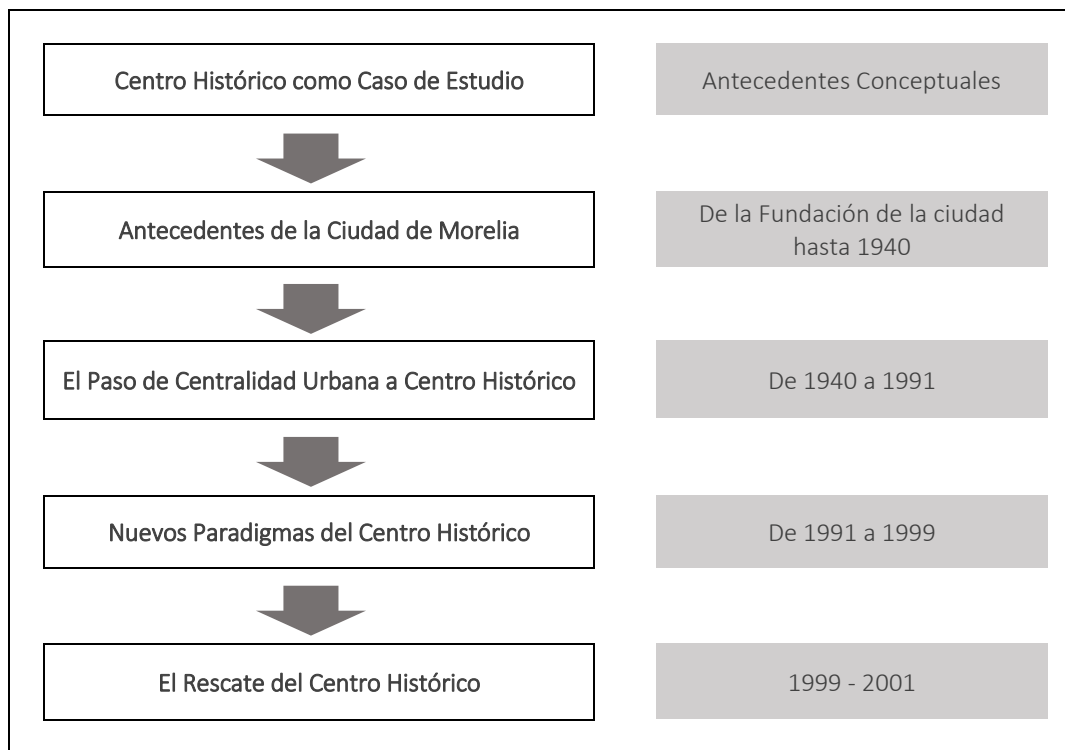 Centro Histórico como Caso de Estudio
Antecedentes Conceptuales
Antecedentes de la Ciudad de Morelia
De la Fundación de la ciudad
hasta 1940
El Paso de Centralidad Urbana a Centro Histórico
De 1940 a 1991
Nuevos Paradigmas del Centro Histórico
De 1991 a 1999
El Rescate del Centro Histórico
1999 - 2001